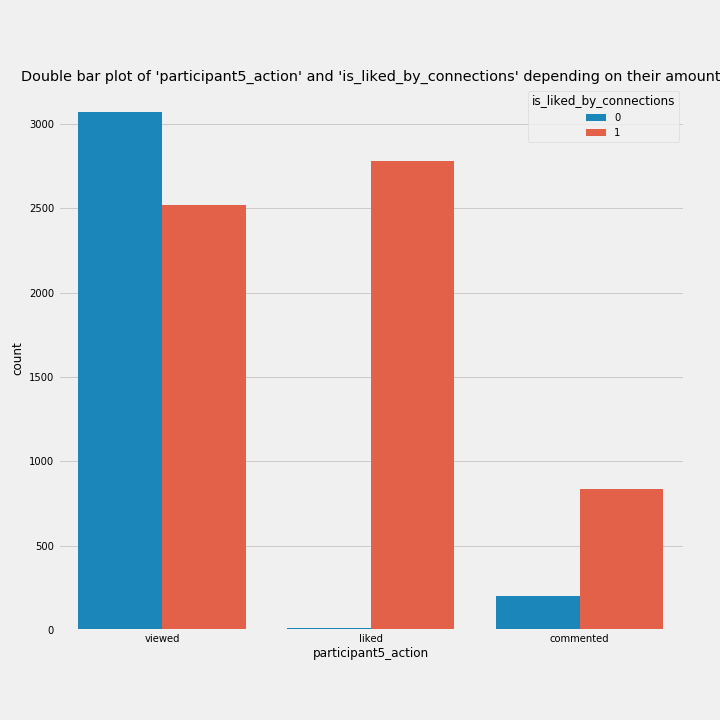 Double bar plot of 'participant5_action' and 'is_liked_by_connections' depending on their amount
is_liked_by_connections
0
1
3000
2500
2000
1500
1000
500
0
count
viewed
liked
commented
participant5_action